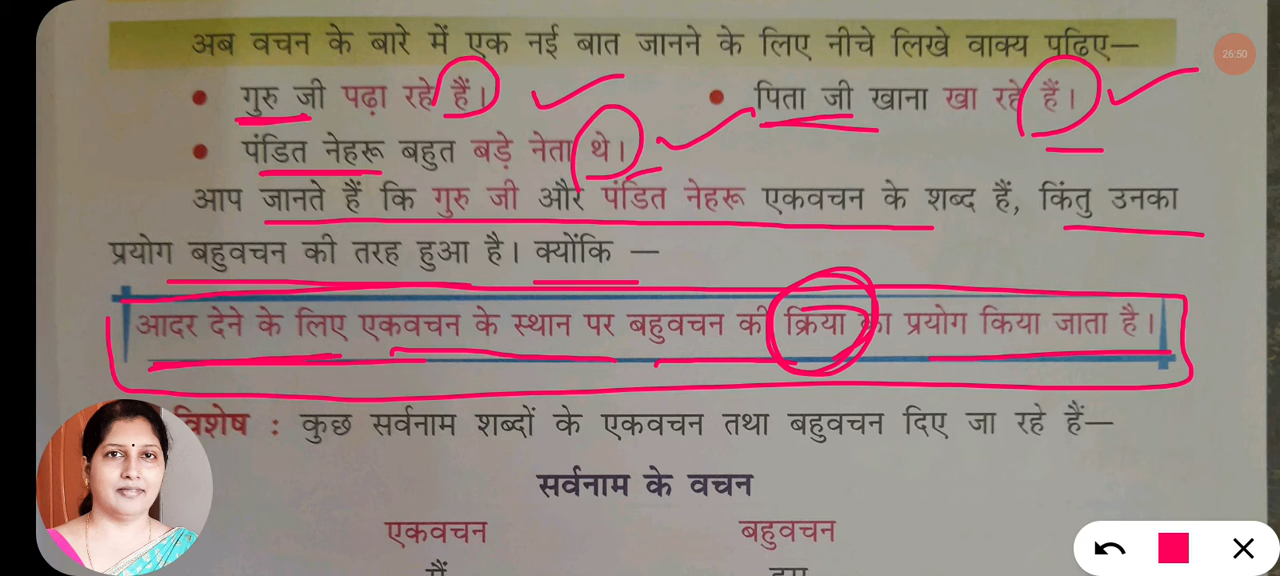 अब वचन के बारे में एक नई बात जानने के लिए नीचे लिखे वाक्य पढ़िए—
26:50
• गुरु जी पढ़ा रहे हैं। • पिता जी खाना खा रहे हैं।
• पंडित नेहरू बहुत बड़े नेता थे।
आप जानते हैं कि गुरु जी और पंडित नेहरू एकवचन के शब्द हैं, किंतु उनका
प्रयोग बहुवचन की तरह हुआ है। क्योंकि —
आदर देने के लिए एकवचन के स्थान पर बहुवचन की क्रिया का प्रयोग किया जाता है।
विशेष : कुछ सर्वनाम शब्दों के एकवचन तथा बहुवचन दिए जा रहे हैं—
सर्वनाम के वचन
एकवचन बहुवचन
मैं